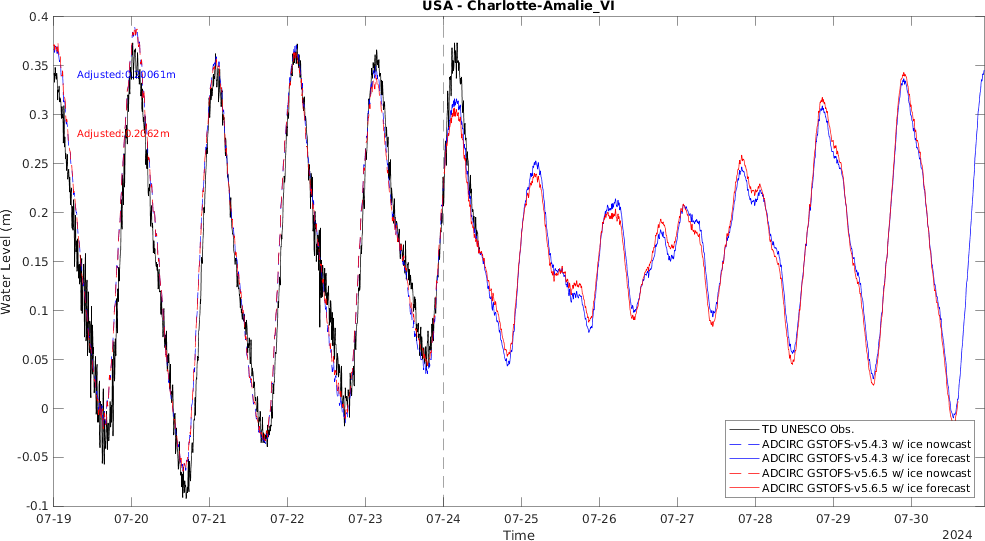 USA - Charlotte-Amalie_VI
0.4
0.35
0.3
0.25
0.2
0.15
0.1
0.05
0
-0.05
-0.1
Water Level (m)
Adjusted:0.20061m
Adjusted:0.2062m
07-19 07-20 07-21 07-22 07-23 07-24 07-25 07-26 07-27 07-28 07-29 07-30
Time
2024
TD UNESCO Obs.
ADCIRC GSTOFS-v5.4.3 w/ ice nowcast
ADCIRC GSTOFS-v5.4.3 w/ ice forecast
ADCIRC GSTOFS-v5.6.5 w/ ice nowcast
ADCIRC GSTOFS-v5.6.5 w/ ice forecast